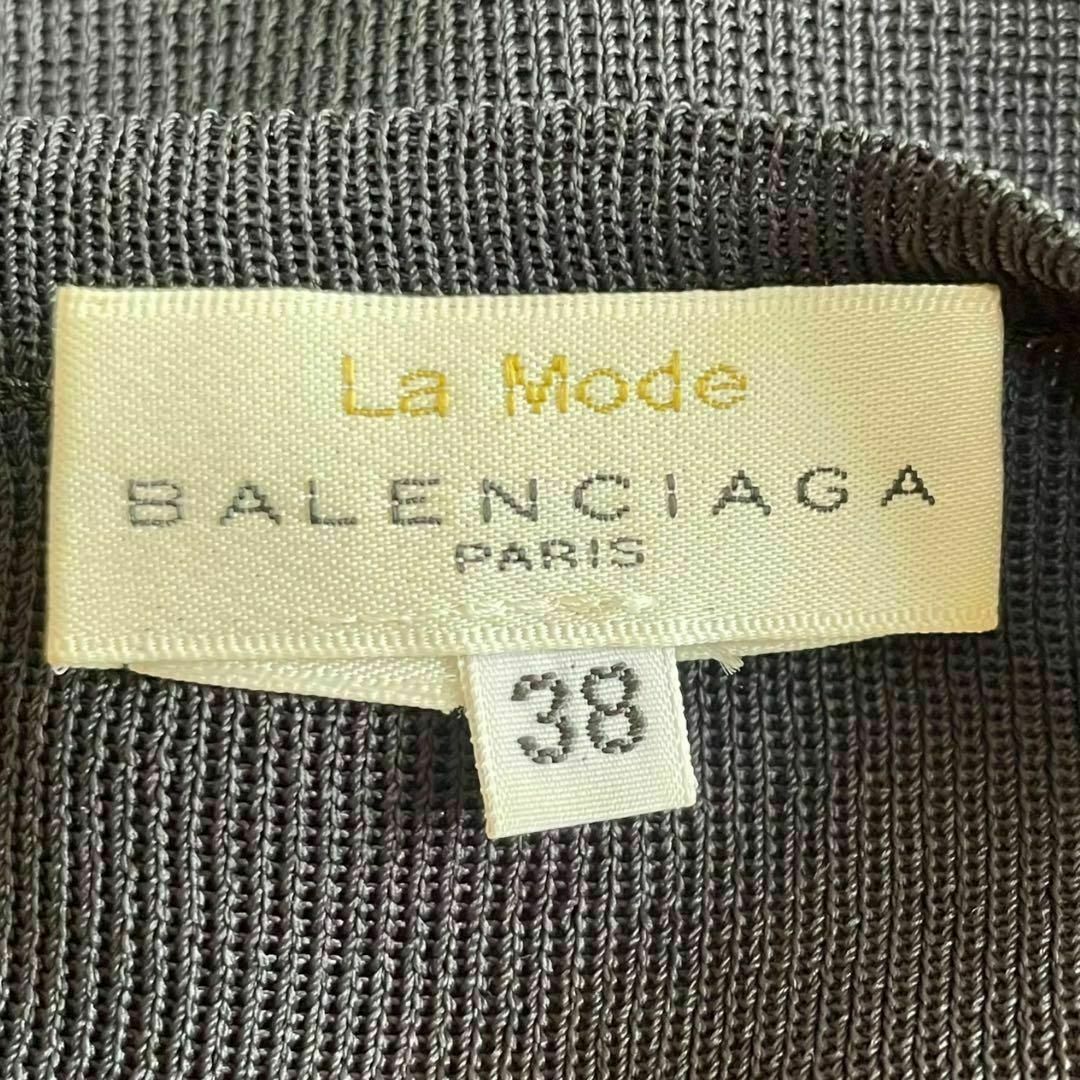 La Mode
BALENCIAGA
PARIS
38